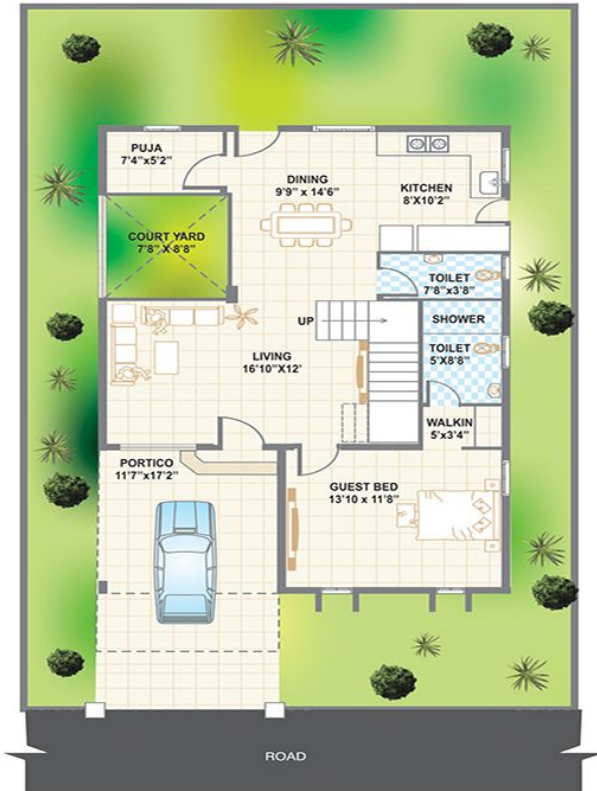 PUJA
7'4"x5'2"
DINING
9'9" x 14'6"
KITCHEN
8'X10'2"
COURT YARD
7'8" X 8'8"
TOILET
7'8"x3'8"
UP
SHOWER
TOILET
5'X8'8"
LIVING
16'10"X12'
WALKIN
5'x3'4"
PORTICO
11'7"x17'2"
GUEST BED
13'10 x 11'8"
ROAD